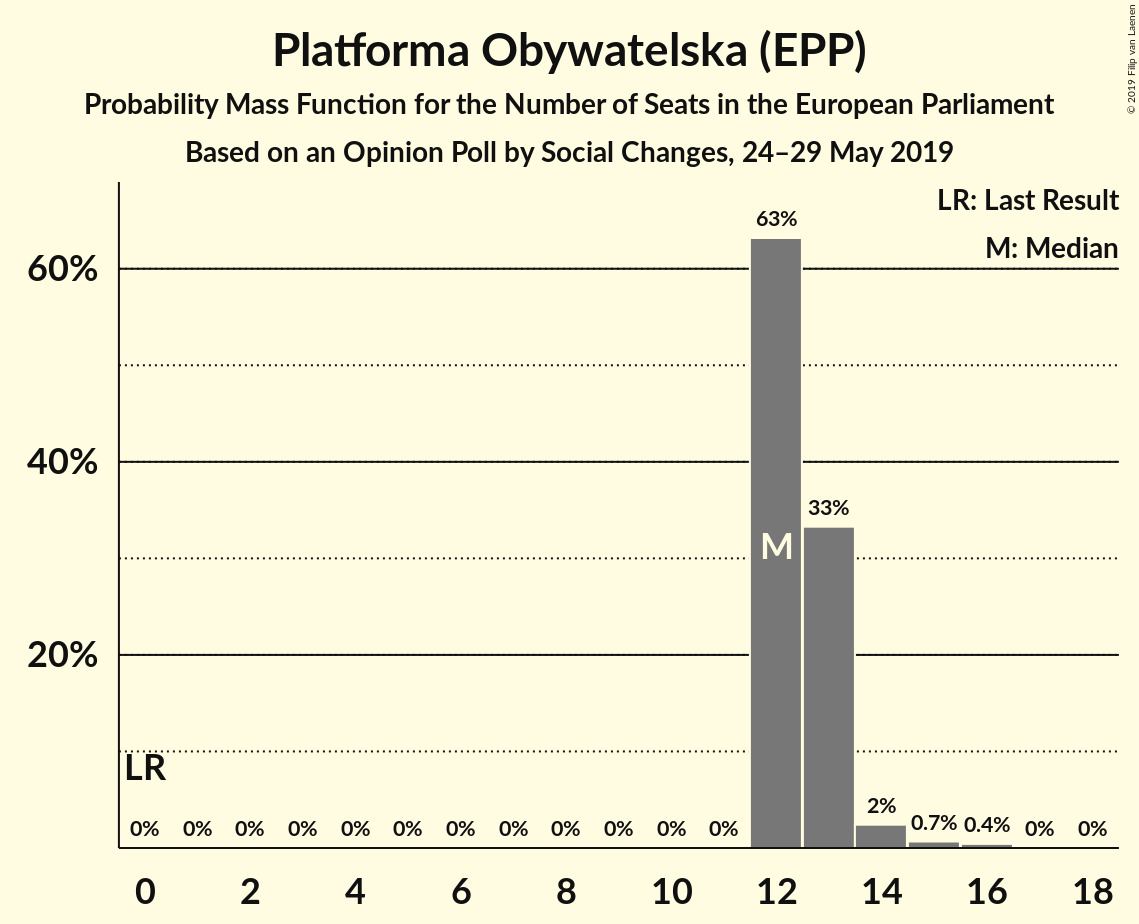 Platforma Obywatelska (EPP)
Probability Mass Function for the Number of Seats in the European Parliament
Based on an Opinion Poll by Social Changes, 24–29 May 2019
© 2019 Filip van Laenen
LR: Last Result
M: Median
60%
40%
20%
63%
33%
M
LR
0% 0% 0% 0% 0% 0% 0% 0% 0% 0% 0% 0% 2% 0.7% 0.4% 0% 0%
0 2 4 6 8 10 12 14 16 18